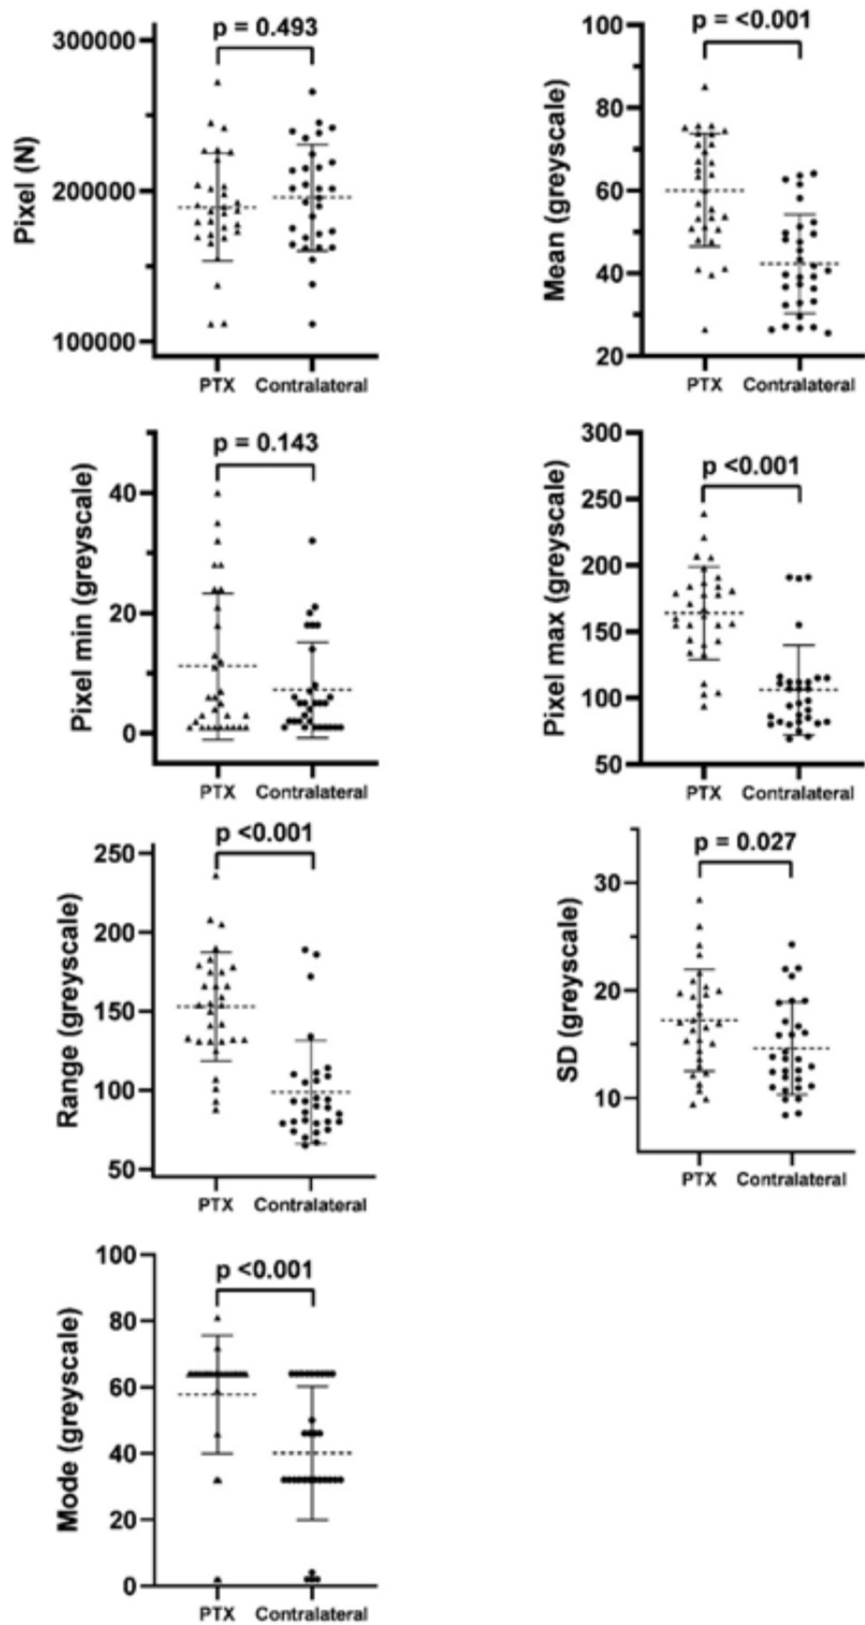 p = 0.493
300000
200000
100000
Pixel (N)
PTX Contralateral
p = <0.001
100
80
60
40
20
Mean (greyscale)
PTX Contralateral
p = 0.143
40
20
0
Pixel min (greyscale)
PTX Contralateral
p <0.001
300
250
200
150
100
50
Pixel max (greyscale)
PTX Contralateral
p <0.001
250
200
150
100
50
Range (greyscale)
PTX Contralateral
p = 0.027
30
20
10
SD (greyscale)
PTX Contralateral
p <0.001
100
80
60
40
20
0
Mode (greyscale)
PTX Contralateral